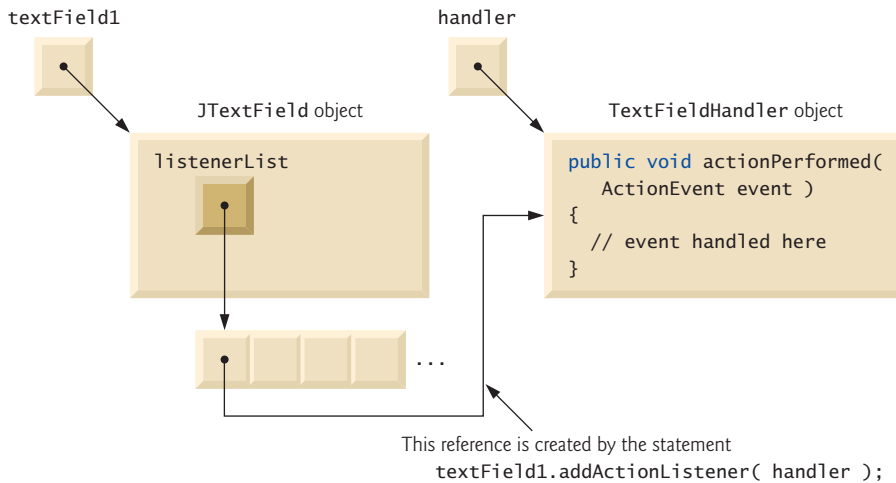 textField1
handler
JTextField object
TextFieldHandler object
listenerList
public void actionPerformed(
ActionEvent event )
{
// event handled here
}
...
This reference is created by the statement
textField1.addActionListener( handler );